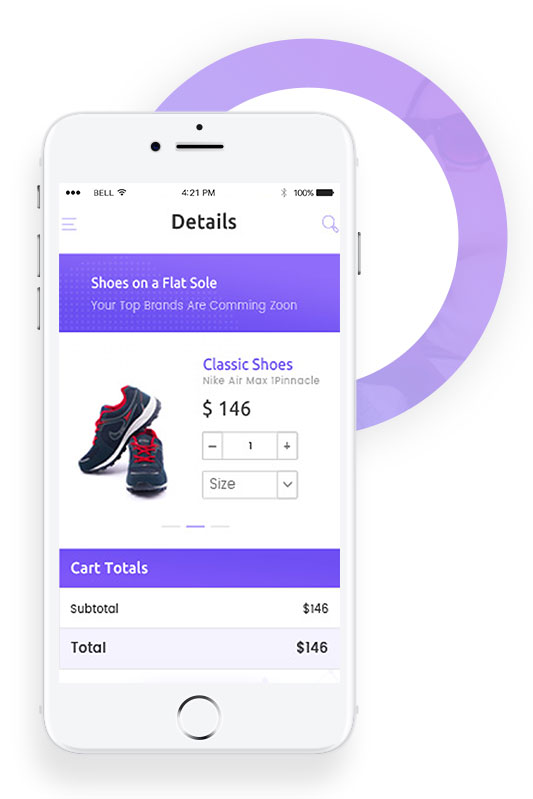 BELL 4:21 PM 100%
Details
Shoes on a Flat Sole
Your Top Brands Are Comming Zoon
Classic Shoes
Nike Air Max 1Pinnacle
$ 146
− 1 +
Size
Cart Totals
Subtotal $146
Total $146